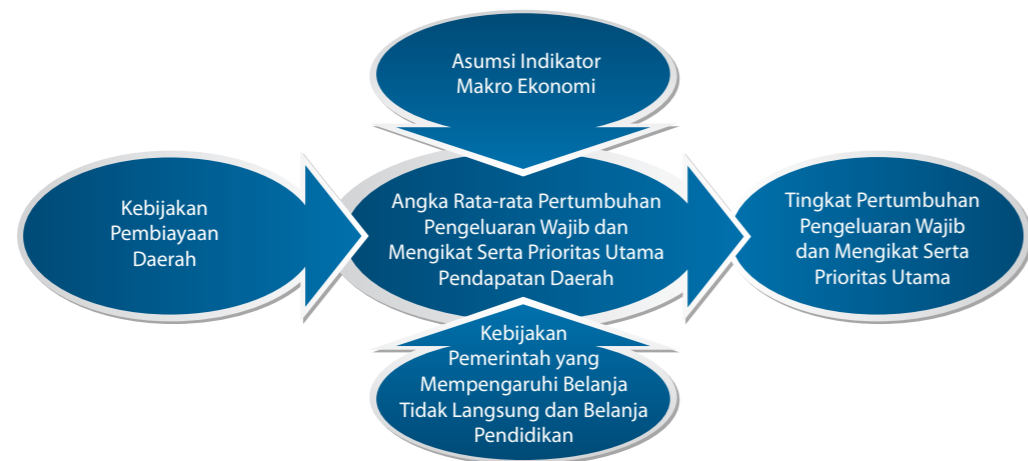 Asumsi Indikator
Makro Ekonomi
Kebijakan
Pembiayaan
Daerah
Angka Rata-rata Pertumbuhan
Pengeluaran Wajib dan
Mengikat Serta Prioritas Utama
Pendapatan Daerah
Tingkat Pertumbuhan
Pengeluaran Wajib
dan Mengikat Serta
Prioritas Utama
Kebijakan
Pemerintah yang
Mempengaruhi Belanja
Tidak Langsung dan Belanja
Pendidikan